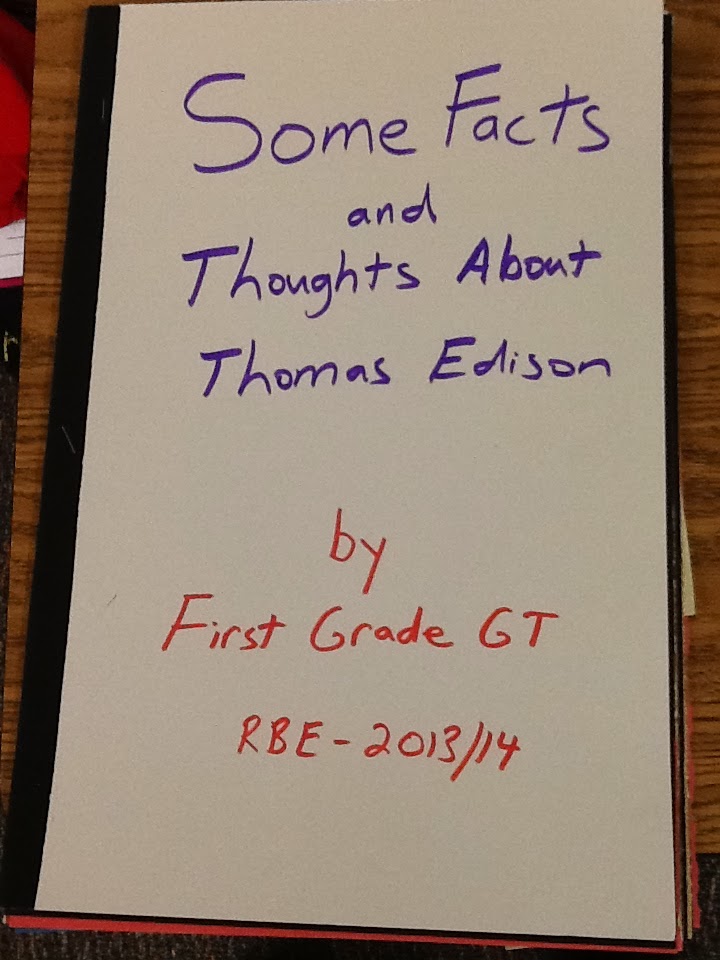 Some Facts
and
Thoughts About
Thomas Edison
by
First Grade GT
RBE - 2013/14